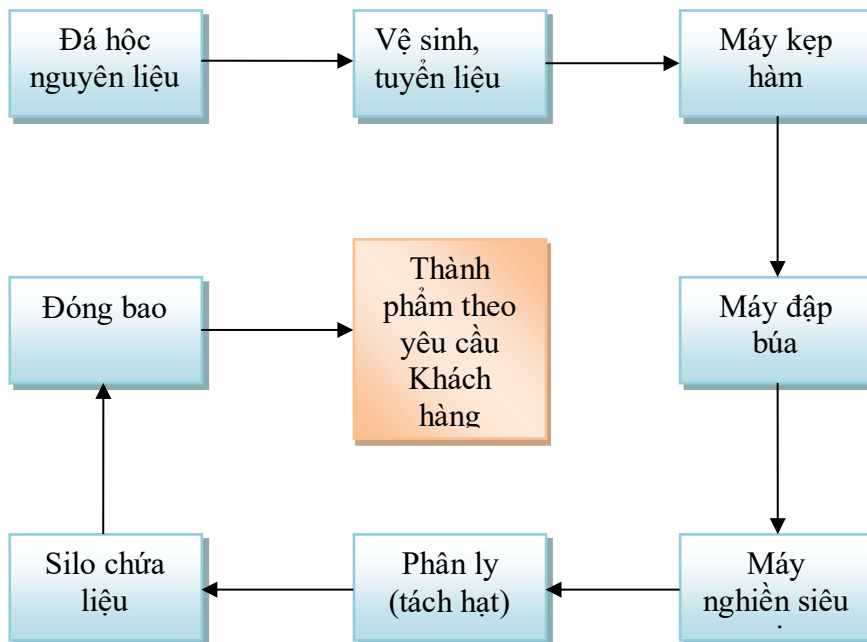 Đá hộc
nguyên liệu
Vệ sinh,
tuyển liệu
Máy kẹp
hàm
Máy đập
búa
Máy
nghiền siêu
Phân ly
(tách hạt)
Silo chứa
liệu
Đóng bao
Thành
phẩm theo
yêu cầu
Khách
hàng